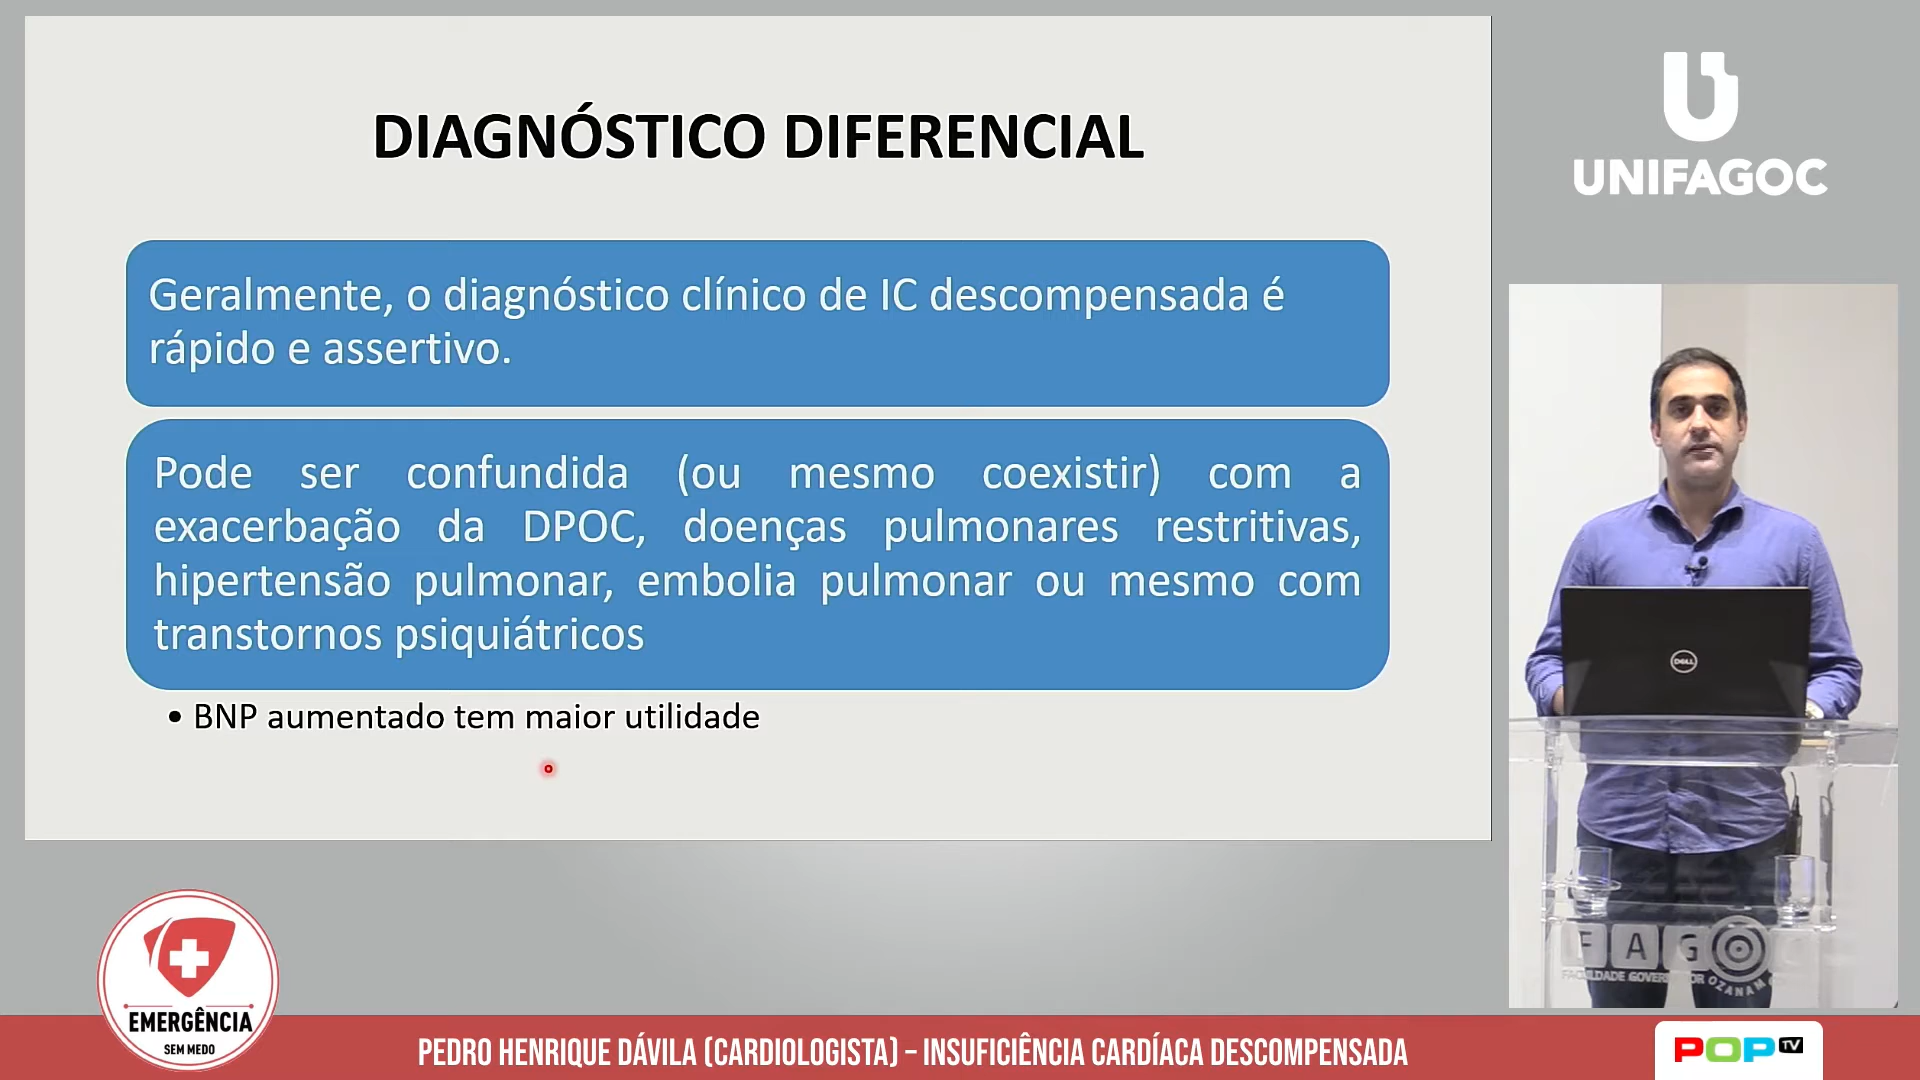 DIAGNÓSTICO DIFERENCIAL
Geralmente, o diagnóstico clínico de IC descompensada é
rápido e assertivo.
Pode ser confundida (ou mesmo coexistir) com a
exacerbação da DPOC, doenças pulmonares restritivas,
hipertensão pulmonar, embolia pulmonar ou mesmo com
transtornos psiquiátricos
• BNP aumentado tem maior utilidade
UNIFAGOC
DELL
F A G O C
OZANAM
EMERGÊNCIA
SEM MEDO
PEDRO HENRIQUE DÁVILA (CARDIOLOGISTA) – INSUFICIÊNCIA CARDÍACA DESCOMPENSADA
POP TV